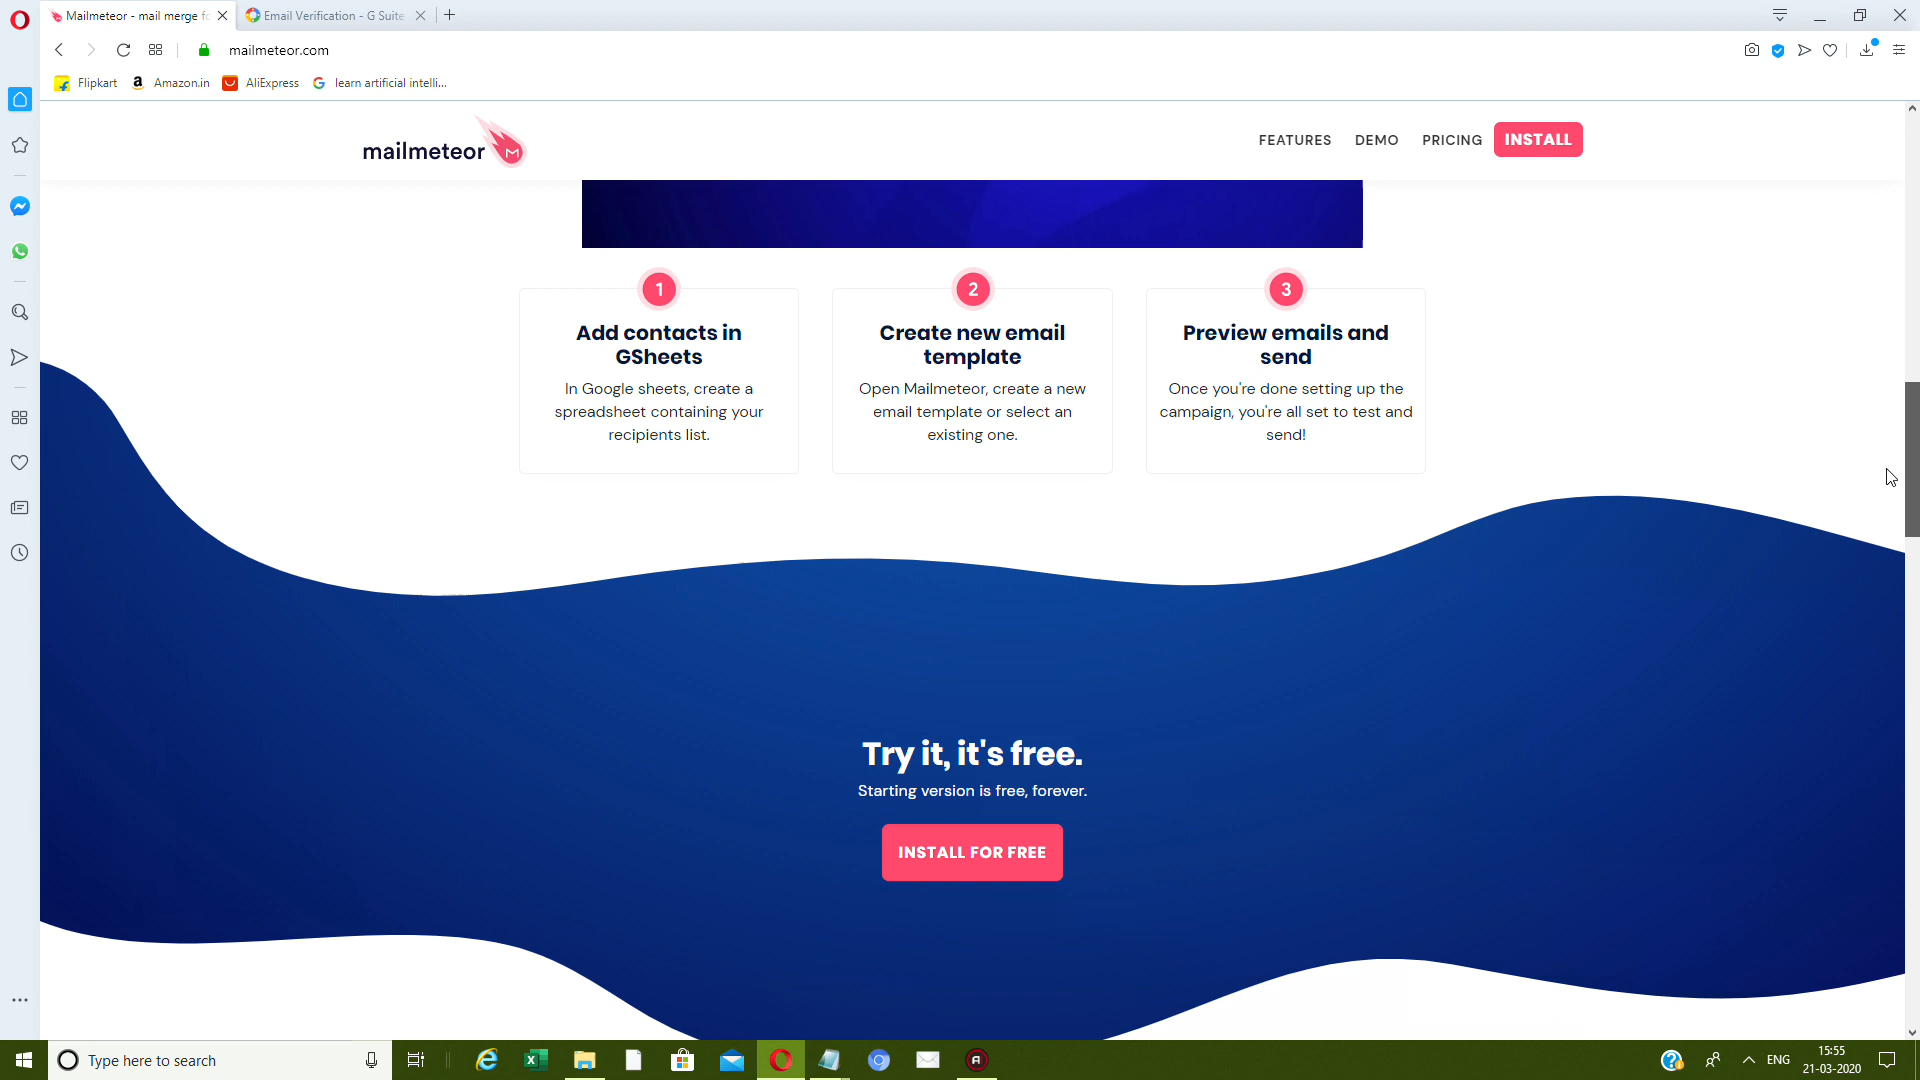 Mailmeteor - mail merge fo
Email Verification - G Suite
mailmeteor.com
Flipkart
Amazon.in
AliExpress
learn artificial intelli...
mailmeteor
FEATURES
DEMO
PRICING
INSTALL
1
Add contacts in
GSheets
In Google sheets, create a
spreadsheet containing your
recipients list.
2
Create new email
template
Open Mailmeteor, create a new
email template or select an
existing one.
3
Preview emails and
send
Once you're done setting up the
campaign, you're all set to test and
send!
Try it, it's free.
Starting version is free, forever.
INSTALL FOR FREE
Type here to search
ENG
15:55
21-03-2020